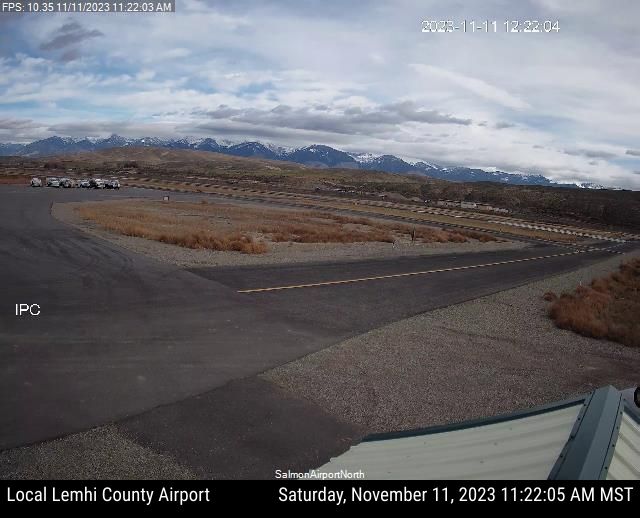 FPS: 10.35 11/11/2023 11:22:03 AM
2023-11-11 12:22:04
IPC
SalmonAirportNorth
Local Lemhi County Airport Saturday, November 11, 2023 11:22:05 AM MST